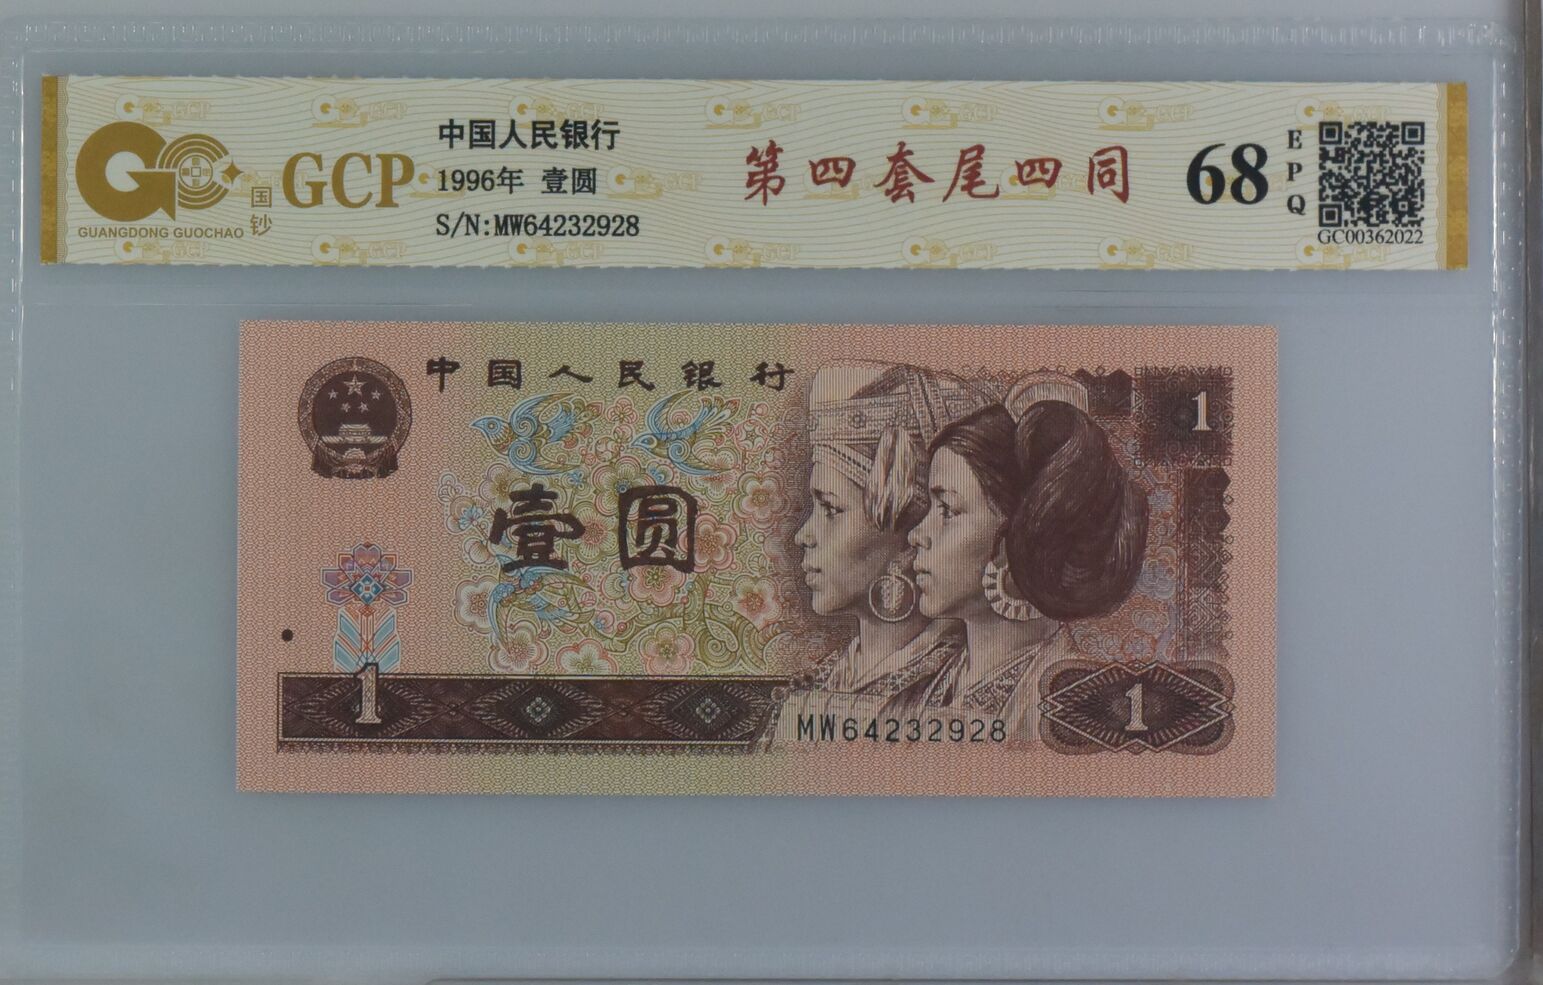 GCP
GUANGDONG GUOCHAO
国钞
中国人民银行
1996年 壹圆
S/N:MW64232928
第四套尾四同
68
EPQ
GC00362022
中国人民银行
1
壹圆
1
MW64232928
1